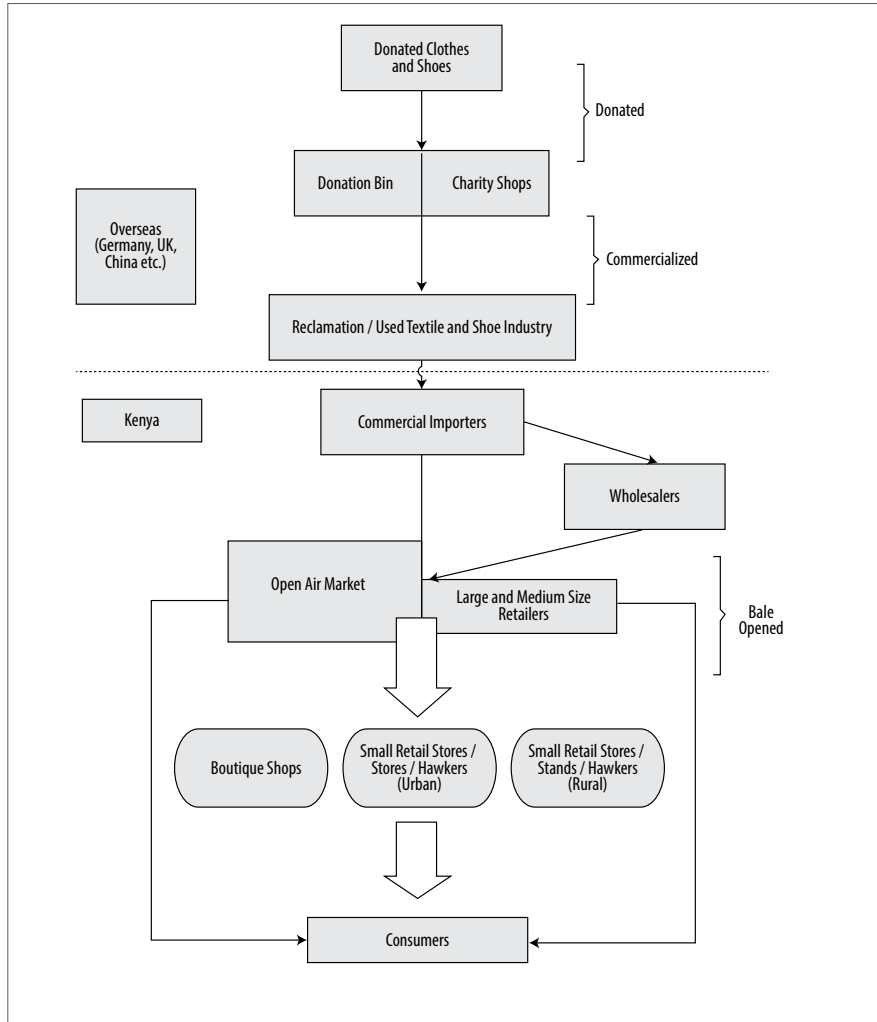 Donated Clothes
and Shoes
Donated
Donation Bin
Charity Shops
Overseas
(Germany, UK,
China etc.)
Commercialized
Reclamation / Used Textile and Shoe Industry
Kenya
Commercial Importers
Wholesalers
Open Air Market
Large and Medium Size
Retailers
Bale
Opened
Boutique Shops
Small Retail Stores /
Stores / Hawkers
(Urban)
Small Retail Stores /
Stands / Hawkers
(Rural)
Consumers